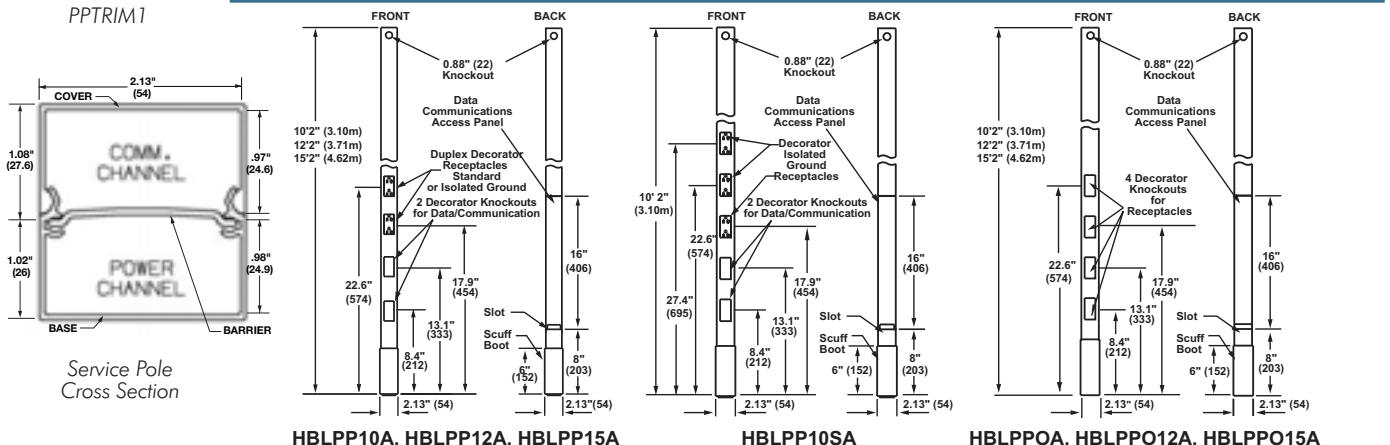 PPTRIM1
2.13"
(54)
COVER
1.08"
(27.6)
COMM.
CHANNEL
.97"
(24.6)
1.02"
(26)
POWER
CHANNEL
.98"
(24.9)
BASE
BARRIER
Service Pole
Cross Section
FRONT
BACK
0.88" (22)
Knockout
Data
Communications
Access Panel
10'2" (3.10m)
12'2" (3.71m)
15'2" (4.62m)
Duplex Decorator
Receptacles
Standard
or Isolated Ground
2 Decorator Knockouts
for Data/Communication
22.6"
(574)
17.9"
(454)
13.1"
(333)
8.4"
(212)
16"
(406)
Slot
Scuff
Boot
6"
(152)
8"
(203)
2.13" (54)
2.13"(54)
HBLPP10A, HBLPP12A, HBLPP15A
FRONT
BACK
0.88" (22)
Knockout
Data
Communications
Access Panel
Decorator
Isolated
Ground
Receptacles
10' 2"
(3.10m)
2 Decorator Knockouts
for Data/Communication
22.6"
(574)
27.4"
(695)
17.9"
(454)
13.1"
(333)
8.4"
(212)
16"
(406)
Slot
Scuff
Boot
6" (152)
8"
(203)
2.13" (54)
2.13" (54)
HBLPP10SA
FRONT
BACK
0.88" (22)
Knockout
Data
Communications
Access Panel
10'2" (3.10m)
12'2" (3.71m)
15'2" (4.62m)
4 Decorator
Knockouts
for
Receptacles
22.6"
(574)
17.9"
(454)
13.1"
(333)
8.4"
(212)
16"
(406)
Slot
Scuff
Boot
6" (152)
8"
(203)
2.13" (54)
2.13" (54)
HBLPPOA, HBLPPO12A, HBLPPO15A